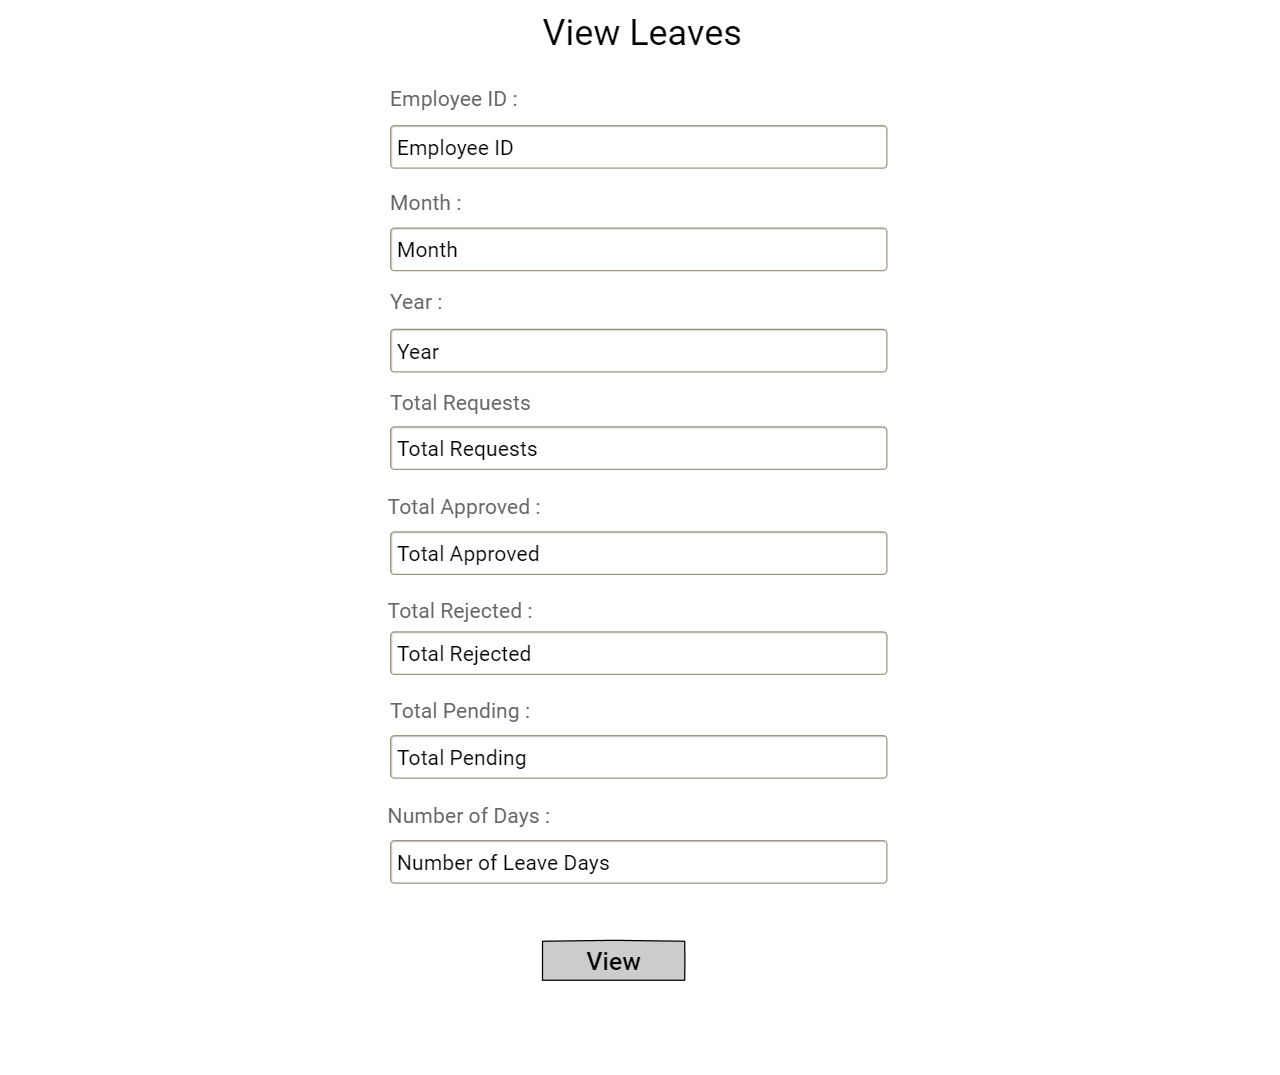 View Leaves
Employee ID :
Employee ID
Month :
Month
Year :
Year
Total Requests
Total Requests
Total Approved :
Total Approved
Total Rejected :
Total Rejected
Total Pending :
Total Pending
Number of Days :
Number of Leave Days
View